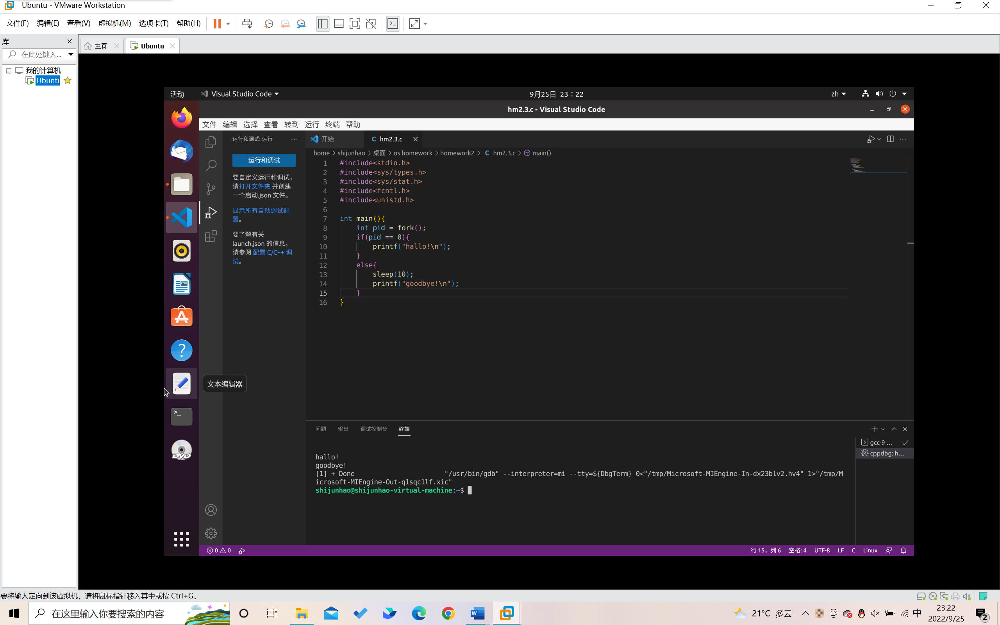 Ubuntu - VMware Workstation
文件(F) 编辑(E) 查看(V) 虚拟机(M) 选项卡(T) 帮助(H)
库
在此处键入...
我的计算机
Ubuntu
主页
Ubuntu
活动 Visual Studio Code 9月25日 23：22 zh
hm2.3.c - Visual Studio Code
文件 编辑 选择 查看 转到 运行 终端 帮助
运行和调试: 运行 ···
运行和调试
要自定义运行和调试，
请打开文件夹 并创建
一个启动.json 文件。
显示所有自动调试配
置。
要了解有关
launch.json 的信息，
请参阅 配置 C/C++ 调
试。
开始
C hm2.3.c
home > shijunhao > 桌面 > os homework > homework2 > C hm2.3.c > main()
1 #include<stdio.h>
2 #include<sys/types.h>
3 #include<sys/stat.h>
4 #include<fcntl.h>
5 #include<unistd.h>
6
7 int main(){
8     int pid = fork();
9     if(pid == 0){
10         printf("hallo!\n");
11     }
12     else{
13         sleep(10);
14         printf("goodbye!\n");
15     }
16 }
文本编辑器
DVD
问题 输出 调试控制台 终端
gcc-9 ...
cppdbg: h...
hallo!
goodbye!
[1] + Done                       "/usr/bin/gdb" --interpreter=mi --tty=${DbgTerm} 0<"/tmp/Microsoft-MIEngine-In-dx23blv2.hv4" 1>"/tmp/M
icrosoft-MIEngine-Out-q1sqc1lf.xic"
shijunhao@shijunhao-virtual-machine:~$
0 0
行 15，列 6 空格: 4 UTF-8 LF C Linux
要将输入定向到该虚拟机，请将鼠标指针移入其中或按 Ctrl+G。
在这里输入你要搜索的内容
W
21°C 多云
中
23:22
2022/9/25
2